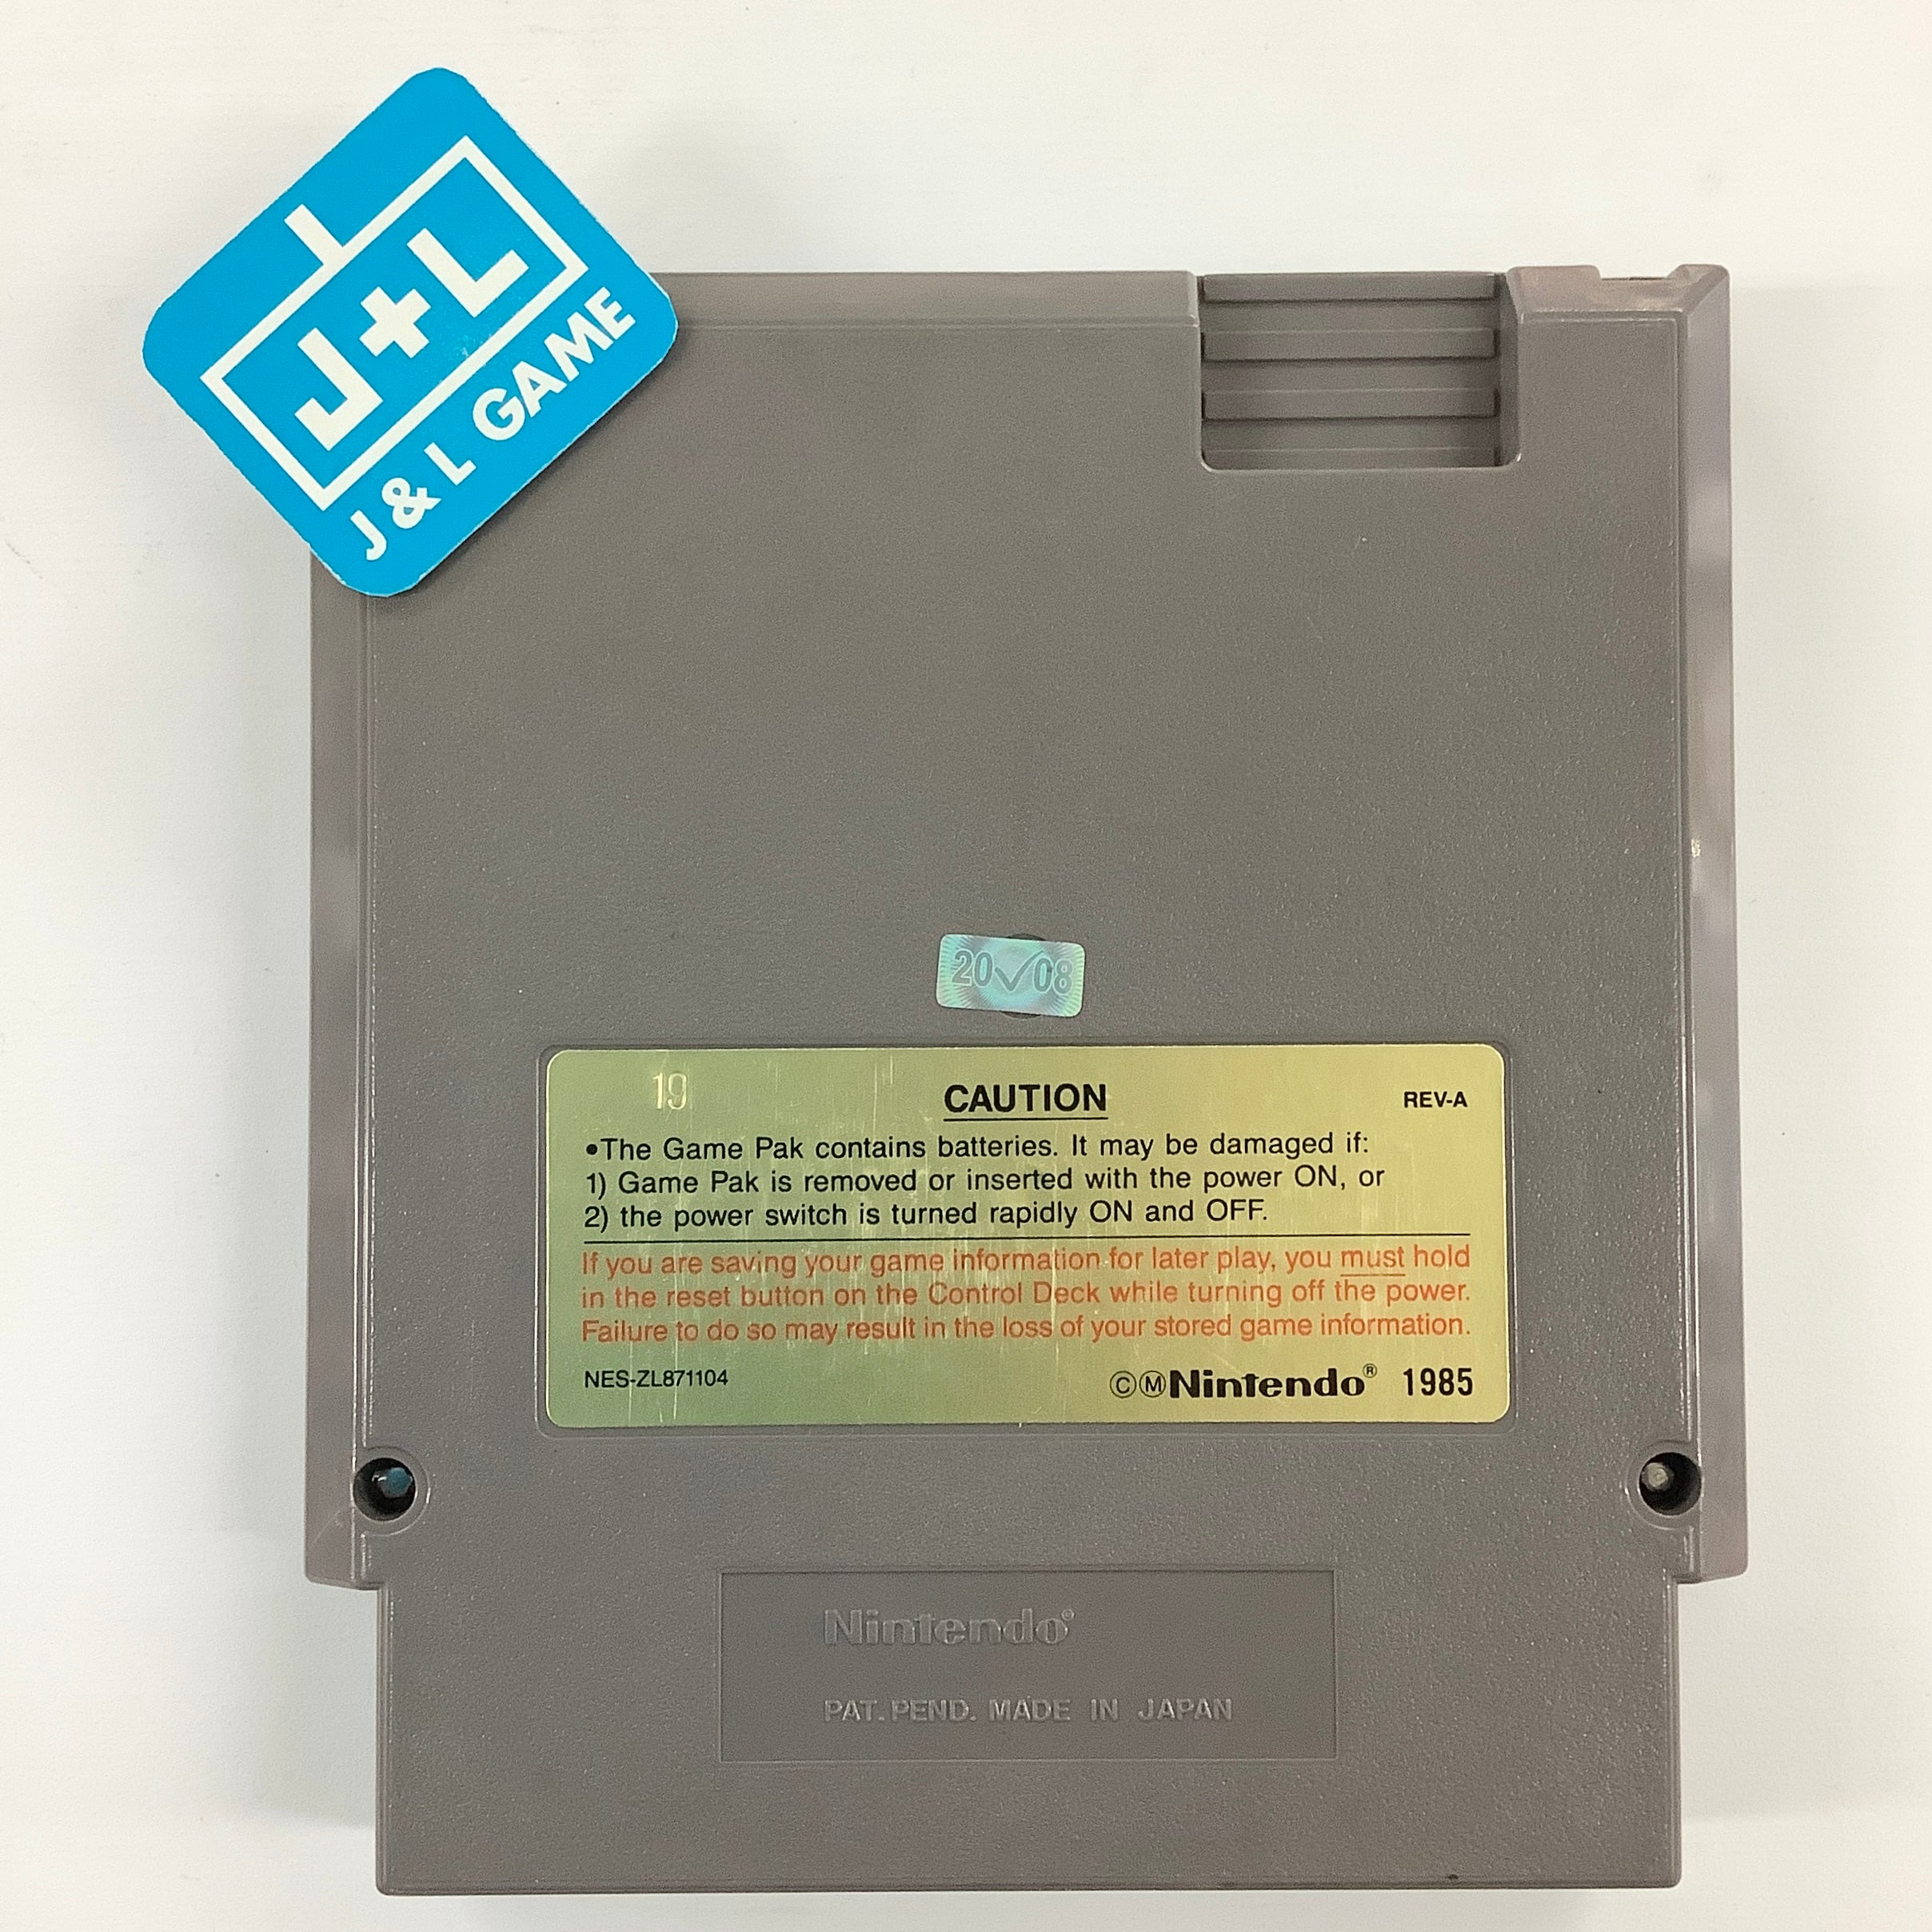 J+L
J & L GAME
20✓08
19
CAUTION
REV-A
•The Game Pak contains batteries. It may be damaged if:
1) Game Pak is removed or inserted with the power ON, or
2) the power switch is turned rapidly ON and OFF.
If you are saving your game information for later play, you must hold
in the reset button on the Control Deck while turning off the power.
Failure to do so may result in the loss of your stored game information.
NES-ZL871104
ⒸⓂNintendo® 1985
Nintendo®
PAT. PEND. MADE IN JAPAN